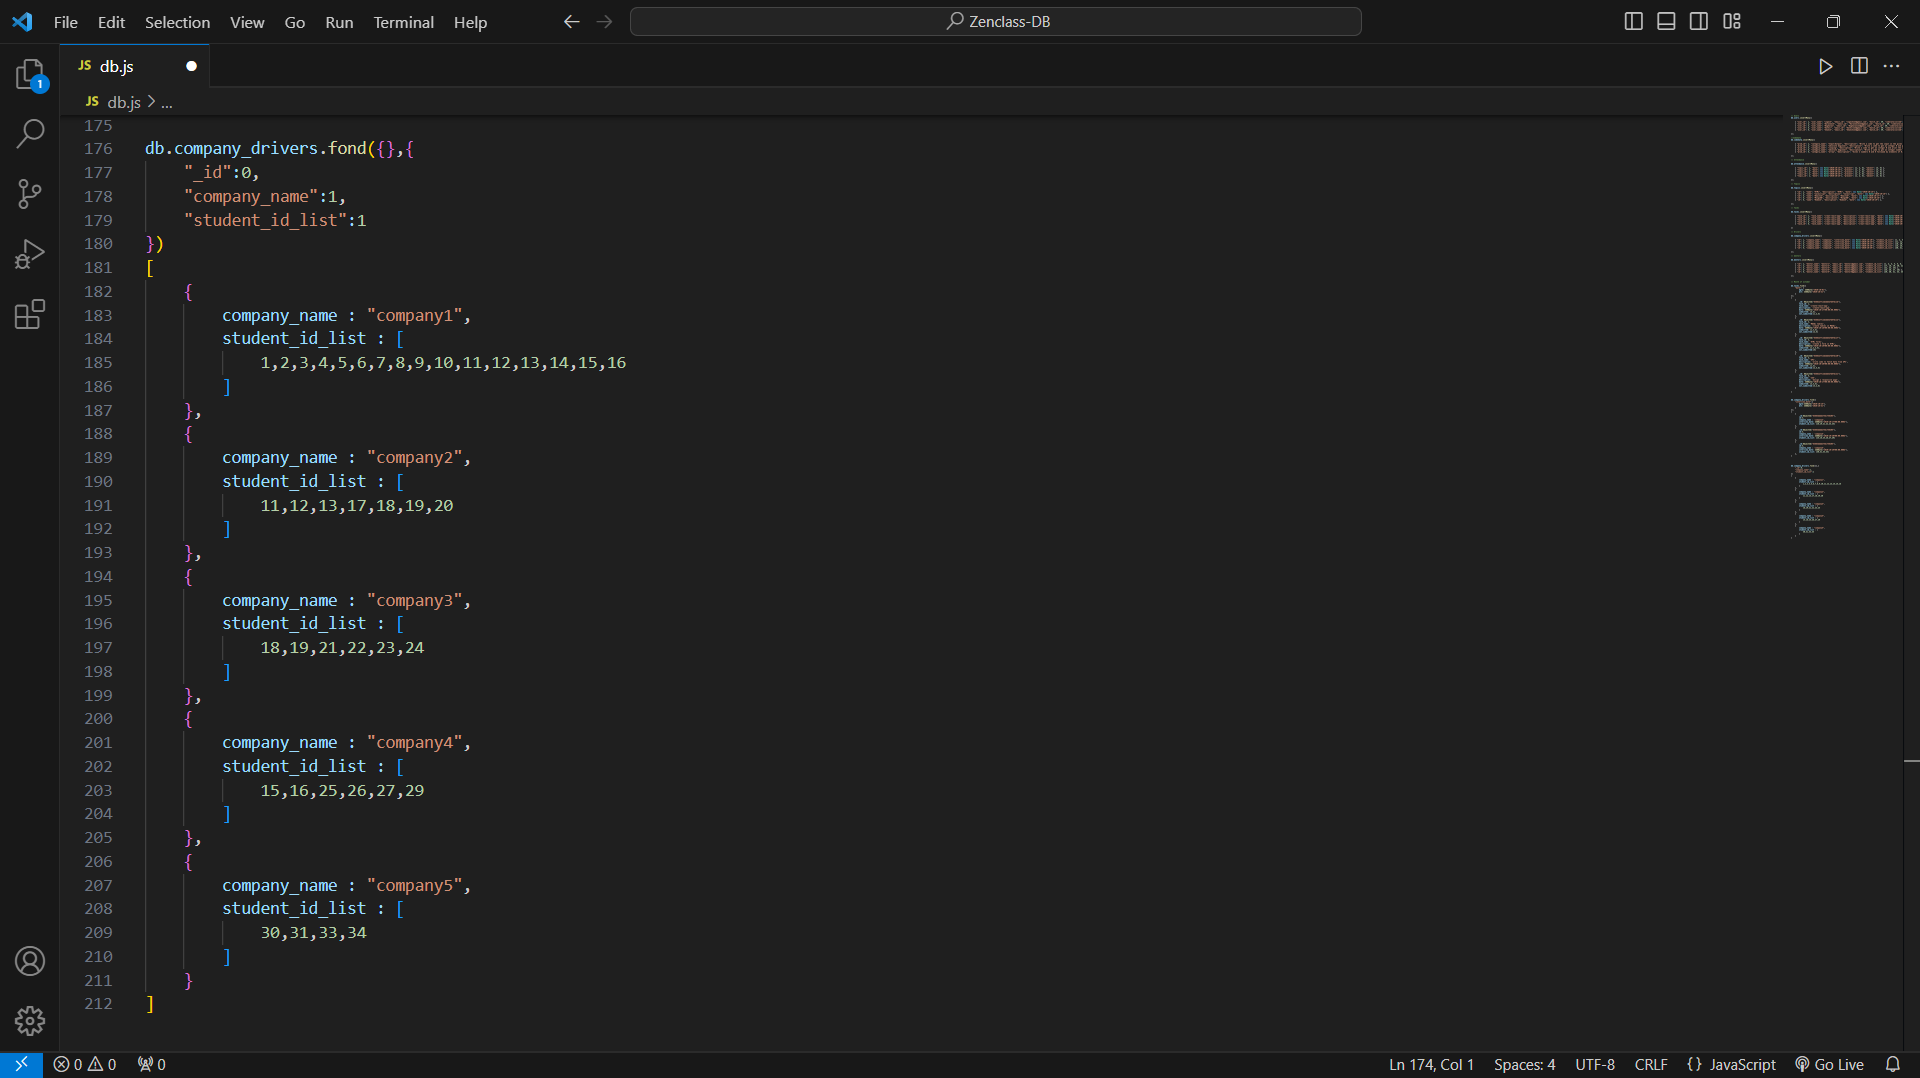 File Edit Selection View Go Run Terminal Help Zenclass-DB
JS db.js
1
JS db.js > ...
175
176 db.company_drivers.fond({},{
177 "_id":0,
178 "company_name":1,
179 "student_id_list":1
180 })
181 [
182 {
183 company_name : "company1",
184 student_id_list : [
185 1,2,3,4,5,6,7,8,9,10,11,12,13,14,15,16
186 ]
187 },
188 {
189 company_name : "company2",
190 student_id_list : [
191 11,12,13,17,18,19,20
192 ]
193 },
194 {
195 company_name : "company3",
196 student_id_list : [
197 18,19,21,22,23,24
198 ]
199 },
200 {
201 company_name : "company4",
202 student_id_list : [
203 15,16,25,26,27,29
204 ]
205 },
206 {
207 company_name : "company5",
208 student_id_list : [
209 30,31,33,34
210 ]
211 }
212 ]
0 0 0 Ln 174, Col 1 Spaces: 4 UTF-8 CRLF {} JavaScript Go Live